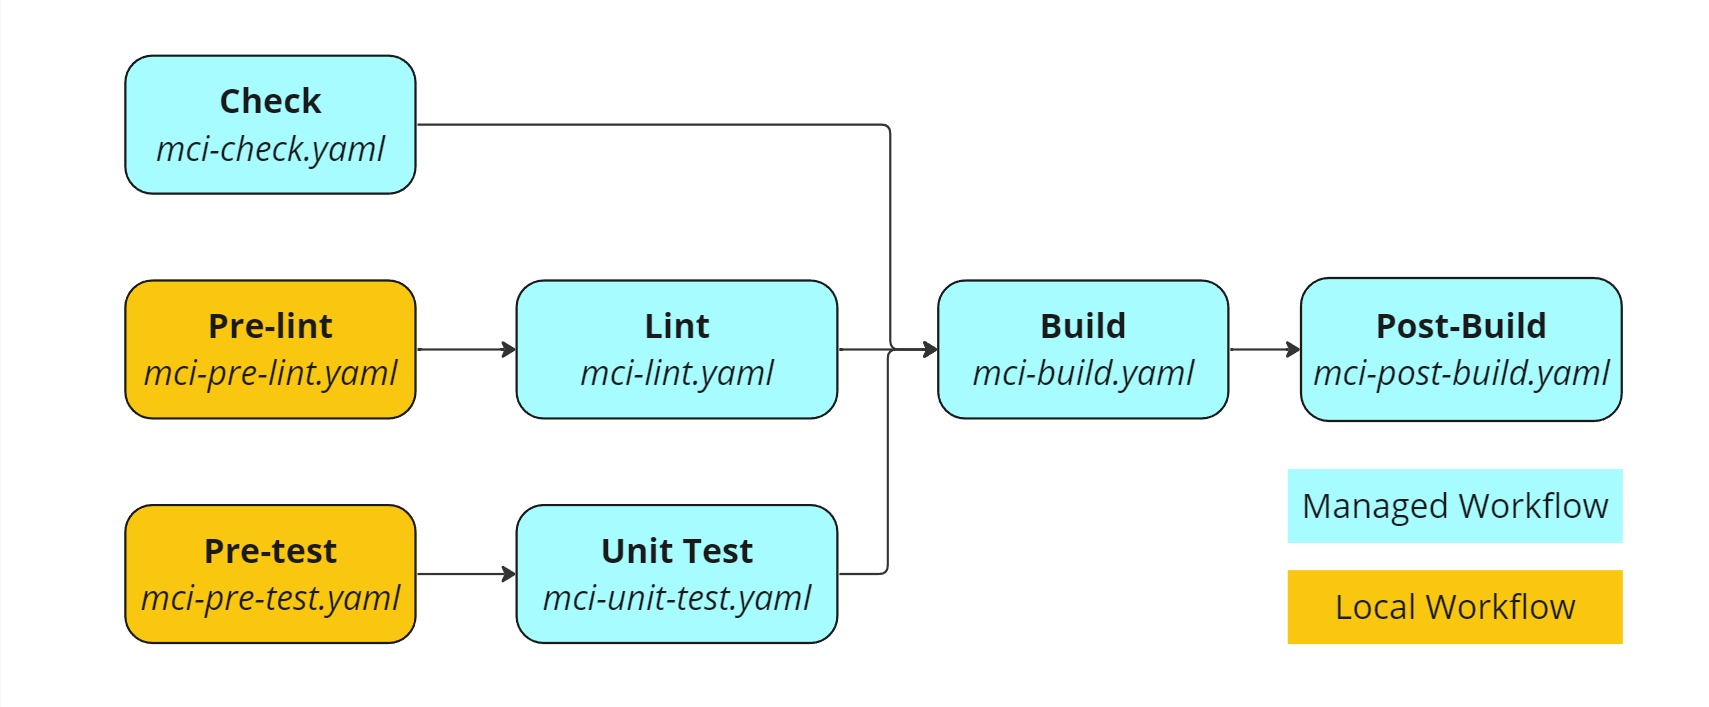 Check
mci-check.yaml
Pre-lint
mci-pre-lint.yaml
Lint
mci-lint.yaml
Build
mci-build.yaml
Post-Build
mci-post-build.yaml
Pre-test
mci-pre-test.yaml
Unit Test
mci-unit-test.yaml
Managed Workflow
Local Workflow